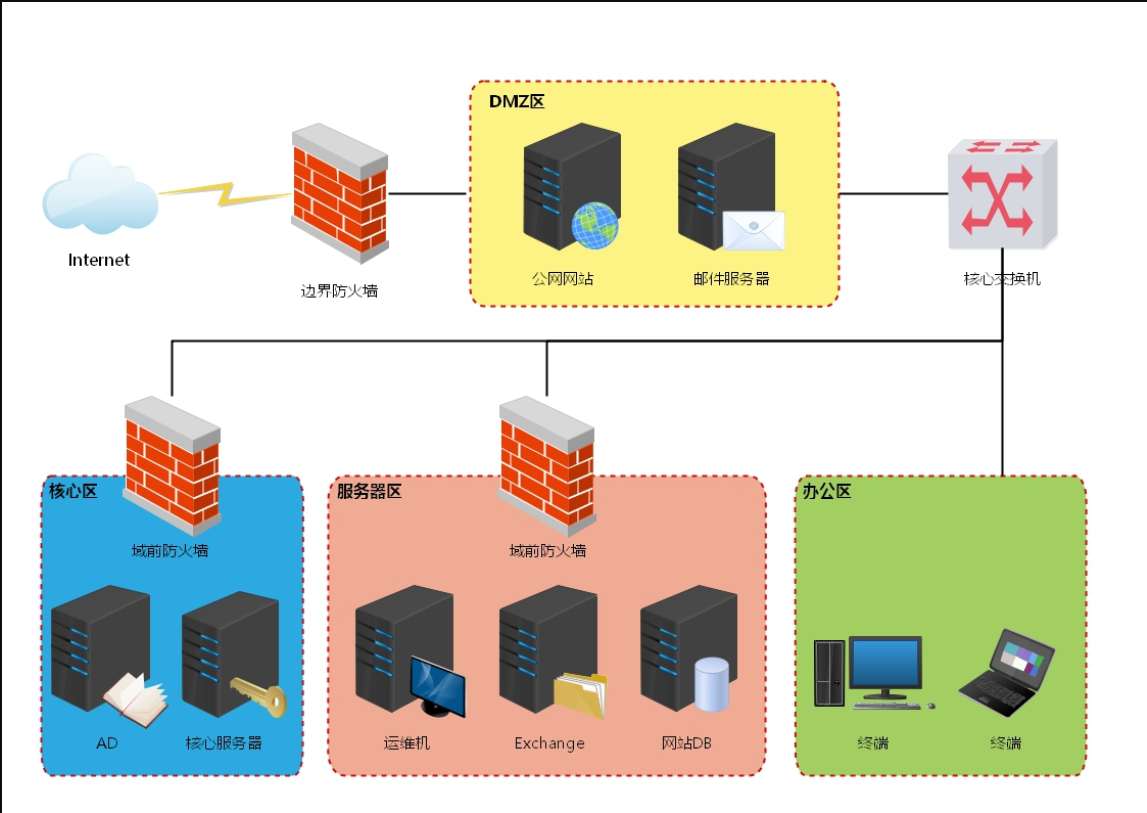 DMZ区
Internet
边界防火墙
公网网站
邮件服务器
核心交换机
核心区
域前防火墙
AD
核心服务器
服务器区
域前防火墙
运维机
Exchange
网站DB
办公区
终端
终端